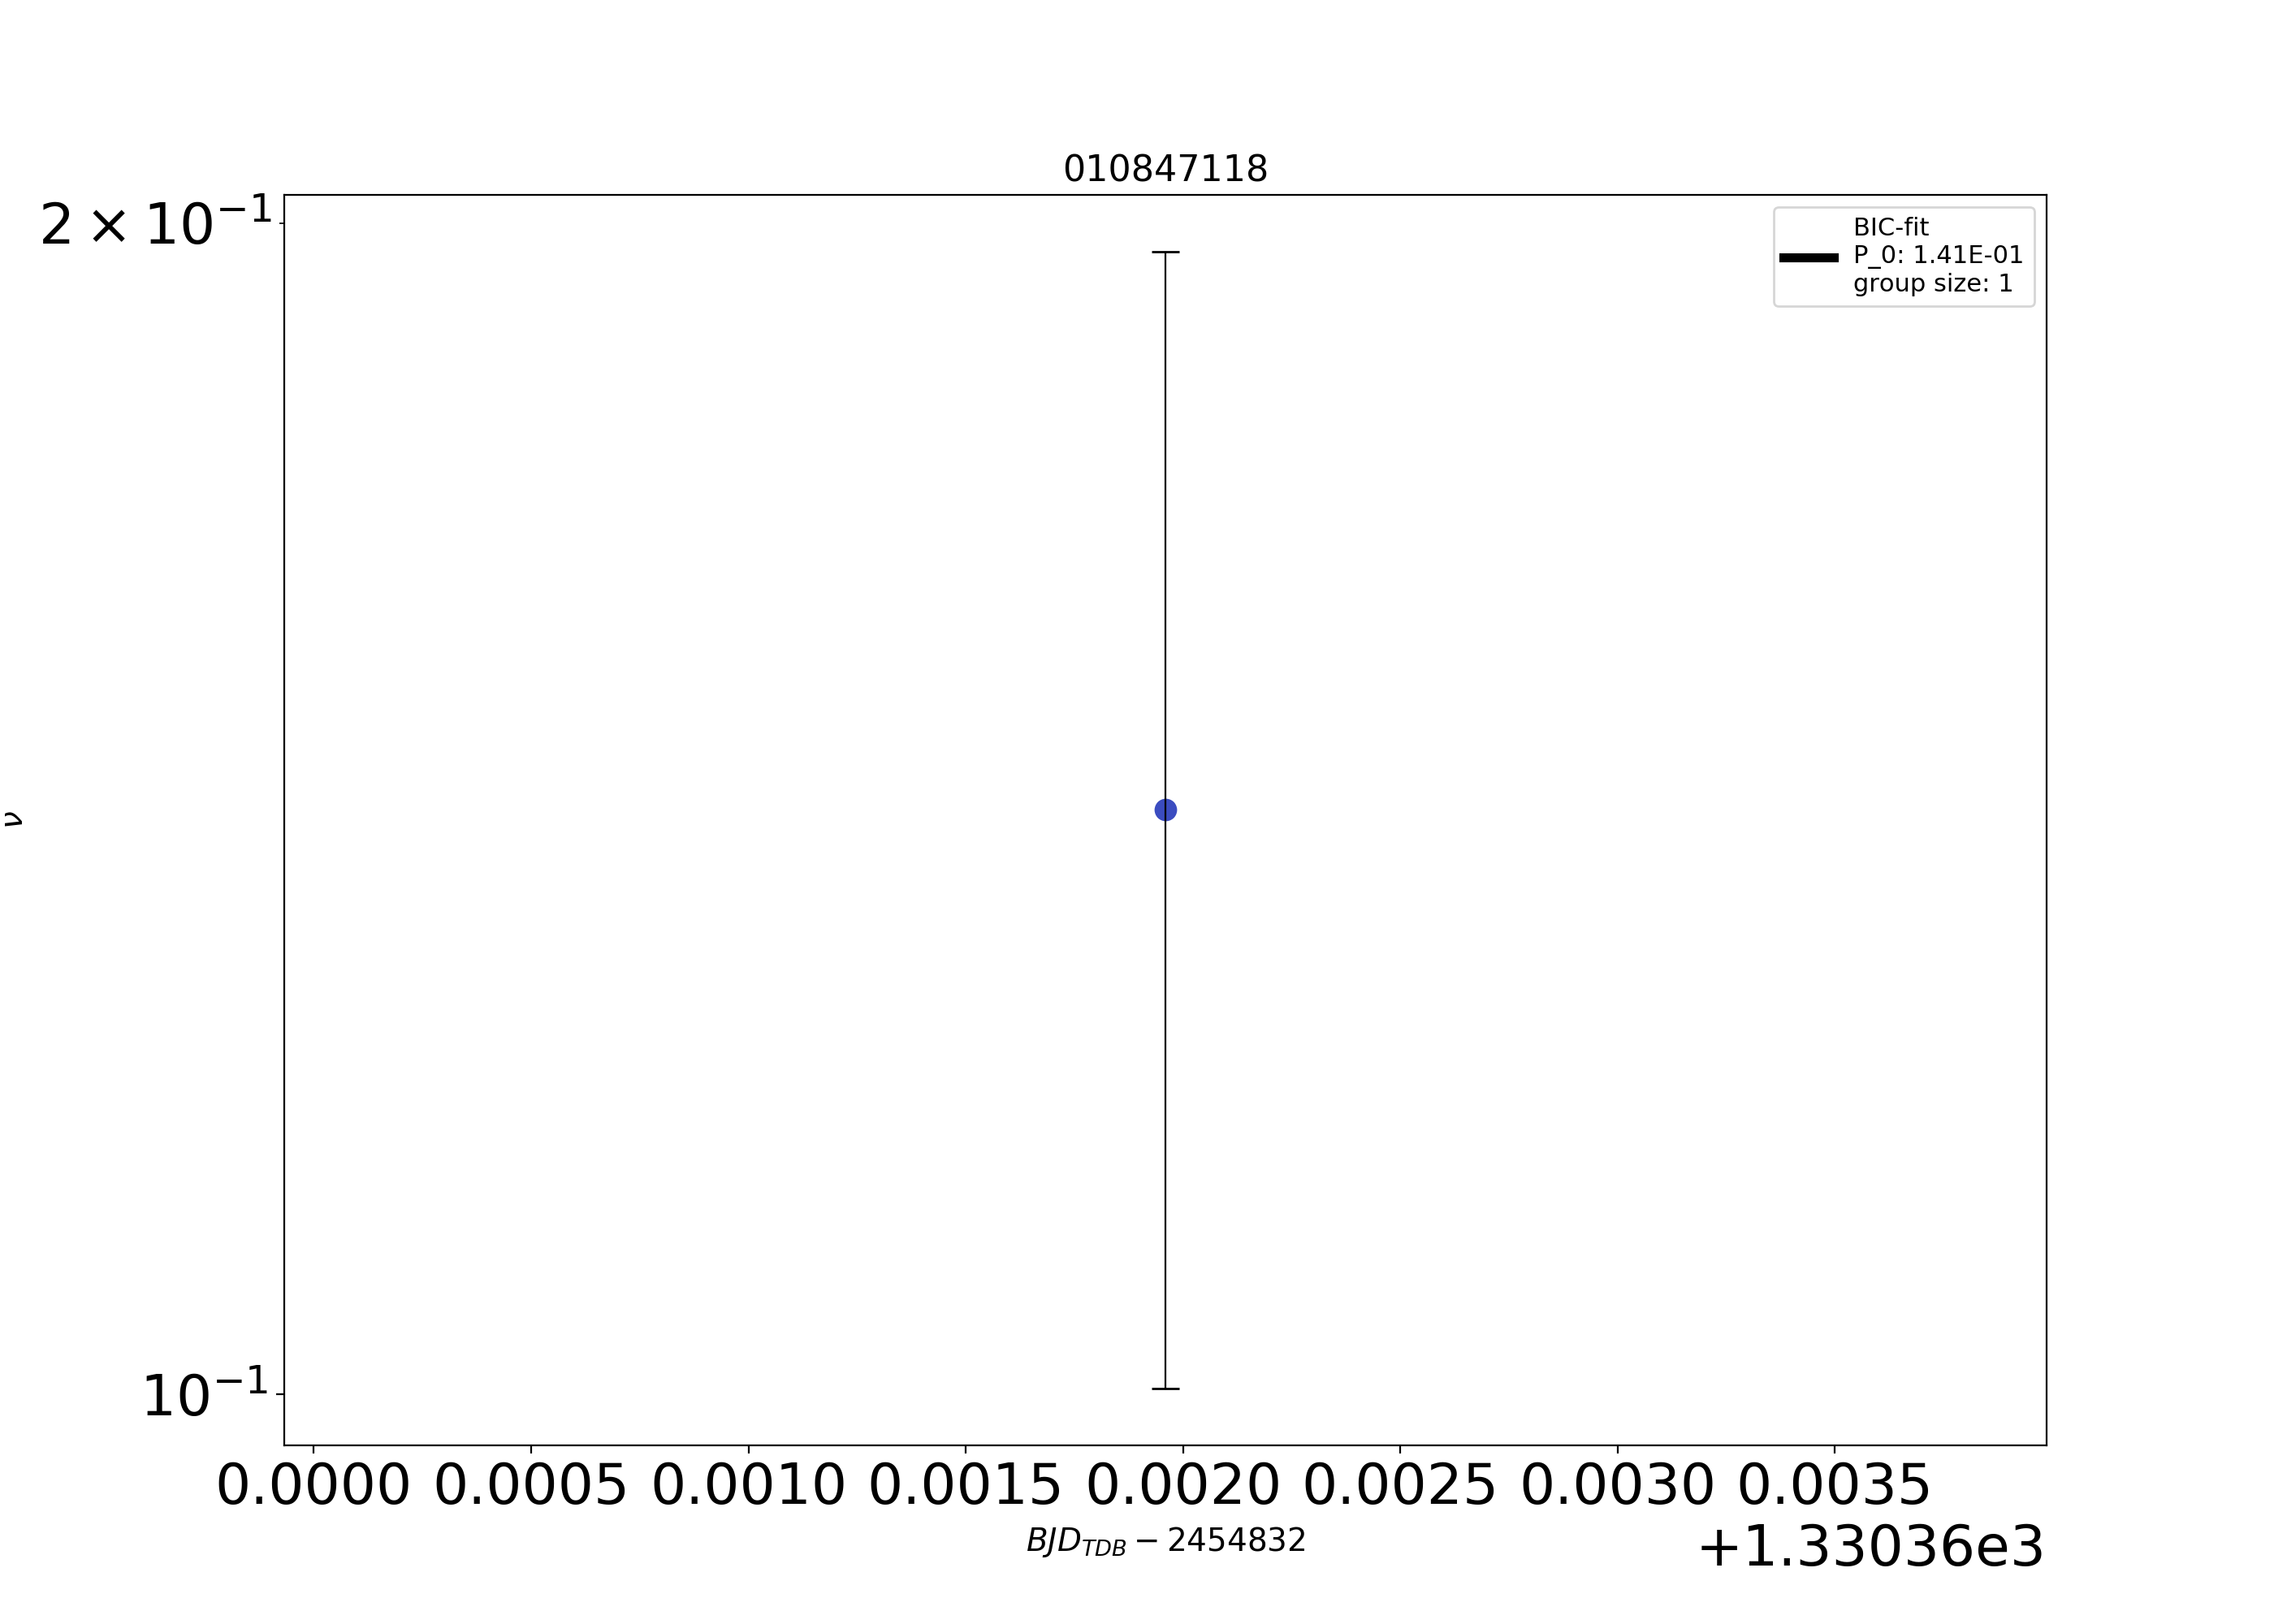 010847118
2 × 10⁻¹
BIC-fit
P_0: 1.41E-01
group size: 1
ν
10⁻¹
0.0000 0.0005 0.0010 0.0015 0.0020 0.0025 0.0030 0.0035
BJD_TDB − 2454832
+1.33036e3